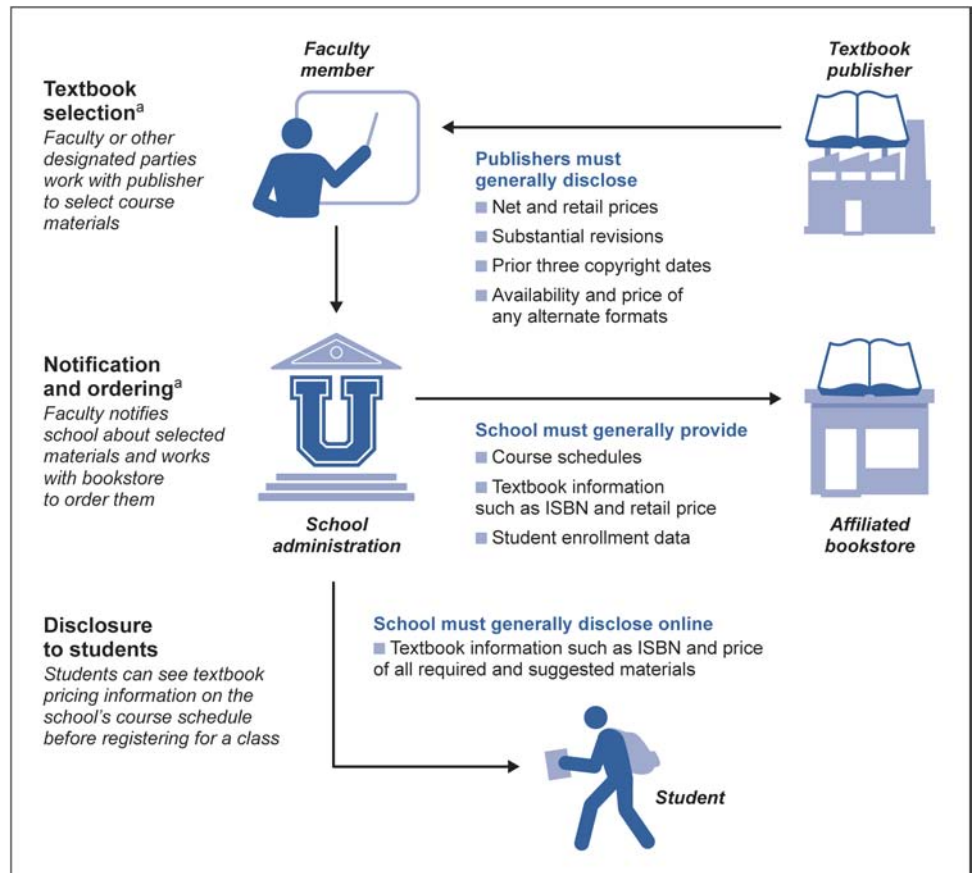 Faculty
member
Textbook
publisher
Textbook
selectionª
Faculty or other
designated parties
work with publisher
to select course
materials
Publishers must
generally disclose
Net and retail prices
Substantial revisions
Prior three copyright dates
Availability and price of
any alternate formats
Notification
and orderingª
Faculty notifies
school about selected
materials and works
with bookstore
to order them
U
School
administration
School must generally provide
Course schedules
Textbook information
such as ISBN and retail price
Student enrollment data
Affiliated
bookstore
Disclosure
to students
Students can see textbook
pricing information on the
school's course schedule
before registering for a class
School must generally disclose online
Textbook information such as ISBN and price
of all required and suggested materials
Student